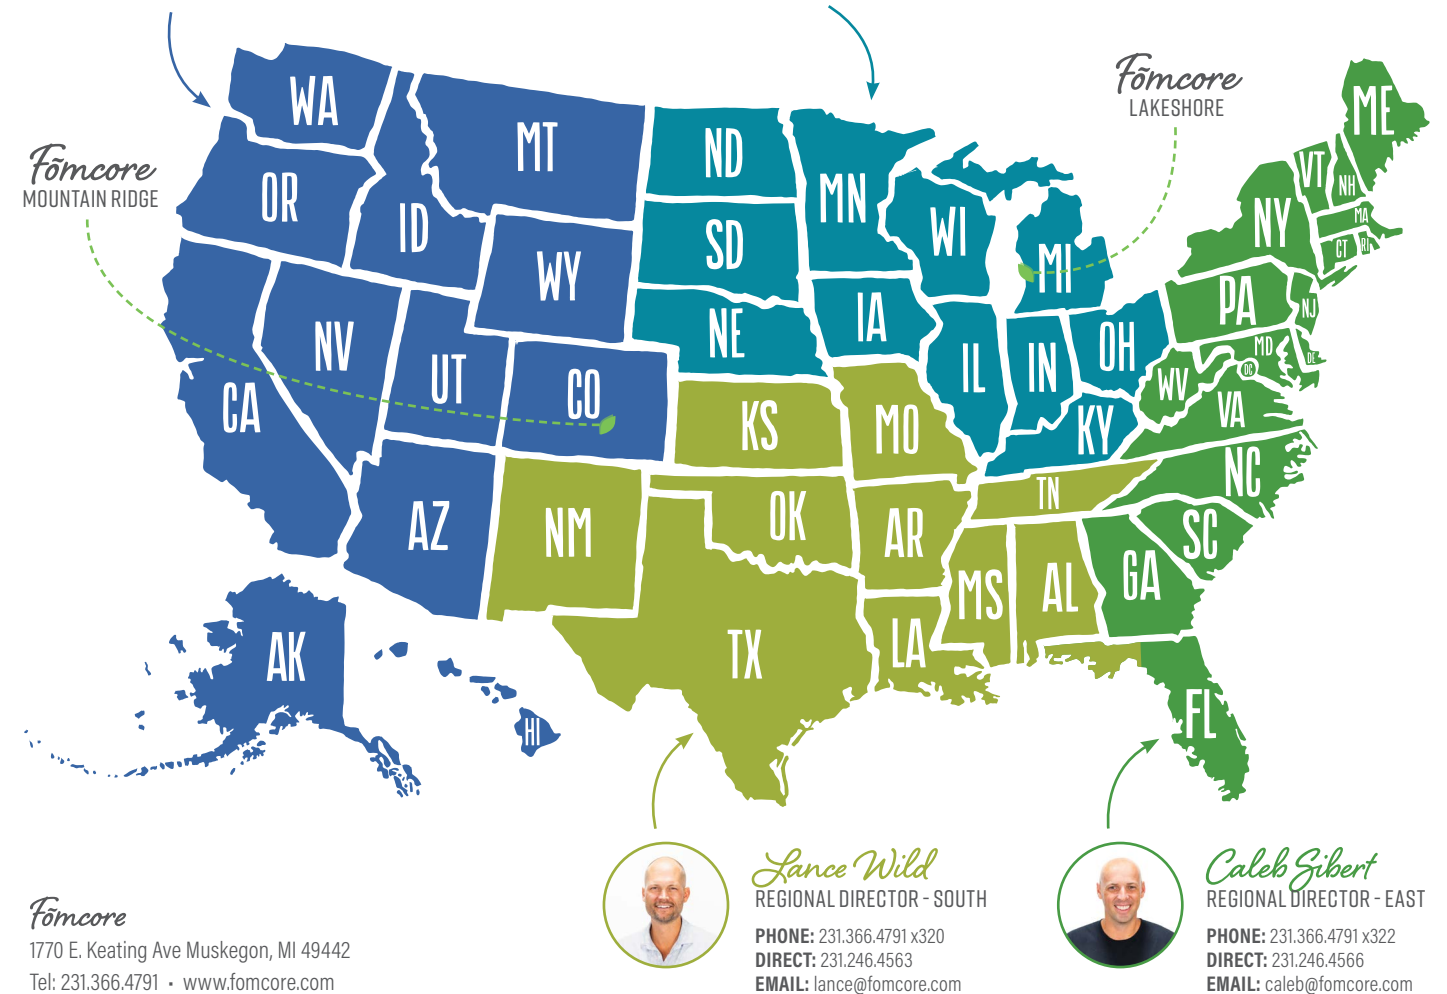 Fōmcore
LAKESHORE
Fōmcore
MOUNTAIN RIDGE
WA
MT
ND
MN
ME
VT
NH
OR
ID
SD
WI
MI
NY
MA
CT
RI
WY
NE
IA
PA
NJ
NV
UT
CO
IL
IN
OH
WV
MD
DE
DC
CA
KS
MO
KY
VA
AZ
NM
OK
AR
TN
NC
SC
AK
HI
TX
LA
MS
AL
GA
FL
Lance Wild
REGIONAL DIRECTOR - SOUTH
PHONE: 231.366.4791 x320
DIRECT: 231.246.4563
EMAIL: lance@fomcore.com
Caleb Sibert
REGIONAL DIRECTOR - EAST
PHONE: 231.366.4791 x322
DIRECT: 231.246.4566
EMAIL: caleb@fomcore.com
Fōmcore
1770 E. Keating Ave Muskegon, MI 49442
Tel: 231.366.4791 • www.fomcore.com